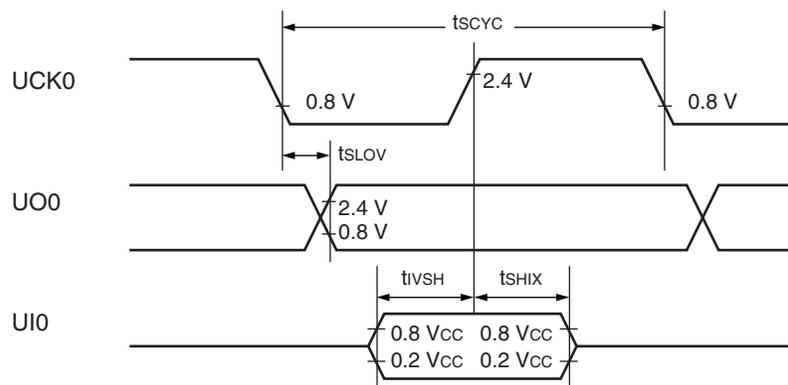 tSCYC
UCK0
2.4 V
0.8 V
0.8 V
tSLOV
UO0
2.4 V
0.8 V
tIVSH
tSHIX
UI0
0.8 VCC
0.8 VCC
0.2 VCC
0.2 VCC